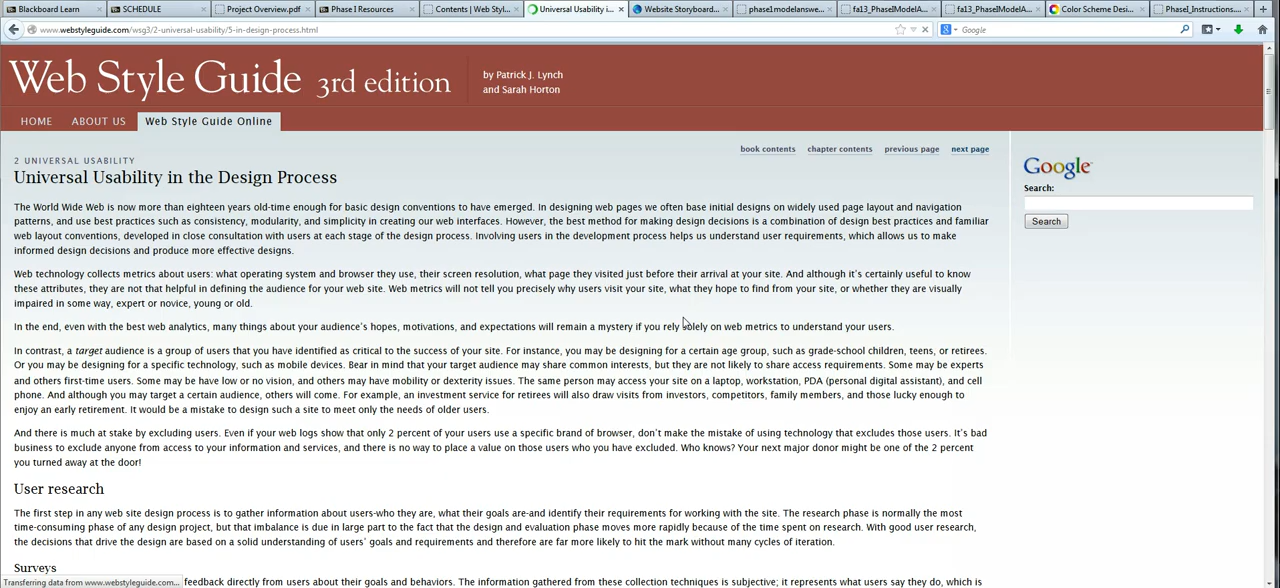 Blackboard Learn
SCHEDULE
Project Overview.pdf
Phase I Resources
Contents | Web Styl...
Universal Usability i...
Website Storyboard...
phase1modelanswe...
fa13_PhaseIModelA...
fa13_PhaseIModelA...
Color Scheme Desi...
PhaseI_Instructions....
www.webstyleguide.com/wsg3/2-universal-usability/5-in-design-process.html
Google
Web Style Guide 3rd edition
by Patrick J. Lynch
and Sarah Horton
HOME ABOUT US Web Style Guide Online
book contents chapter contents previous page next page
2 UNIVERSAL USABILITY
Universal Usability in the Design Process
The World Wide Web is now more than eighteen years old-time enough for basic design conventions to have emerged. In designing web pages we often base initial designs on widely used page layout and navigation
patterns, and use best practices such as consistency, modularity, and simplicity in creating our web interfaces. However, the best method for making design decisions is a combination of design best practices and familiar
web layout conventions, developed in close consultation with users at each stage of the design process. Involving users in the development process helps us understand user requirements, which allows us to make
informed design decisions and produce more effective designs.
Web technology collects metrics about users: what operating system and browser they use, their screen resolution, what page they visited just before their arrival at your site. And although it's certainly useful to know
these attributes, they are not that helpful in defining the audience for your web site. Web metrics will not tell you precisely why users visit your site, what they hope to find from your site, or whether they are visually
impaired in some way, expert or novice, young or old.
In the end, even with the best web analytics, many things about your audience's hopes, motivations, and expectations will remain a mystery if you rely solely on web metrics to understand your users.
In contrast, a target audience is a group of users that you have identified as critical to the success of your site. For instance, you may be designing for a certain age group, such as grade-school children, teens, or retirees.
Or you may be designing for a specific technology, such as mobile devices. Bear in mind that your target audience may share common interests, but they are not likely to share access requirements. Some may be experts
and others first-time users. Some may be have low or no vision, and others may have mobility or dexterity issues. The same person may access your site on a laptop, workstation, PDA (personal digital assistant), and cell
phone. And although you may target a certain audience, others will come. For example, an investment service for retirees will also draw visits from investors, competitors, family members, and those lucky enough to
enjoy an early retirement. It would be a mistake to design such a site to meet only the needs of older users.
And there is much at stake by excluding users. Even if your web logs show that only 2 percent of your users use a specific brand of browser, don't make the mistake of using technology that excludes those users. It's bad
business to exclude anyone from access to your information and services, and there is no way to place a value on those users who you have excluded. Who knows? Your next major donor might be one of the 2 percent
you turned away at the door!
User research
The first step in any web site design process is to gather information about users-who they are, what their goals are-and identify their requirements for working with the site. The research phase is normally the most
time-consuming phase of any design project, but that imbalance is due in large part to the fact that the design and evaluation phase moves more rapidly because of the time spent on research. With good user research,
the decisions that drive the design are based on a solid understanding of users' goals and requirements and therefore are far more likely to hit the mark without many cycles of iteration.
Surveys
feedback directly from users about their goals and behaviors. The information gathered from these collection techniques is subjective; it represents what users say they do, which is
Google
Search:
Search
Transferring data from www.webstyleguide.com...